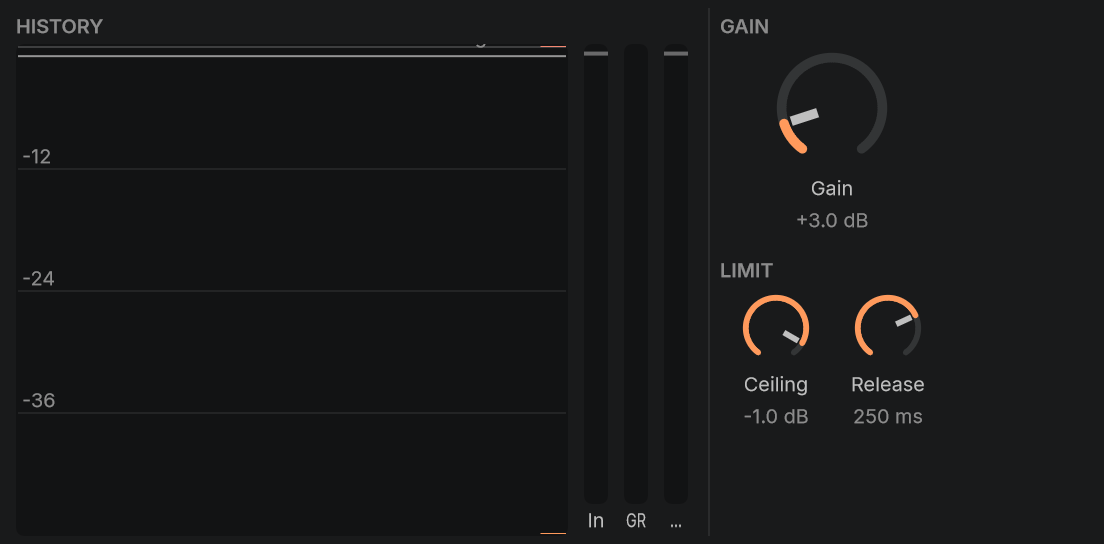 HISTORY
-12
-24
-36
In
GR
...
GAIN
Gain
+3.0 dB
LIMIT
Ceiling
Release
-1.0 dB
250 ms